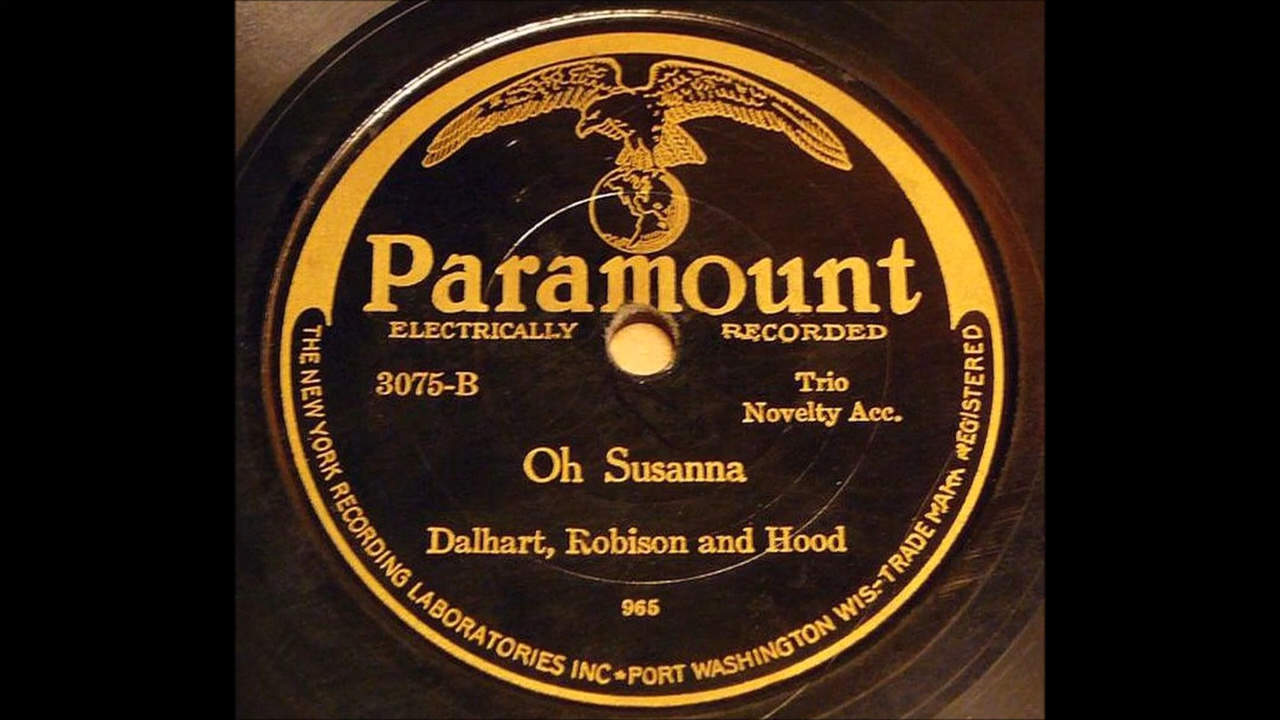 Paramount
ELECTRICALLY RECORDED
3075-B
Trio
Novelty Acc.
Oh Susanna
Dalhart, Robison and Hood
965
THE NEW YORK RECORDING LABORATORIES INC★PORT WASHINGTON WIS.-TRADE MARK REGISTERED